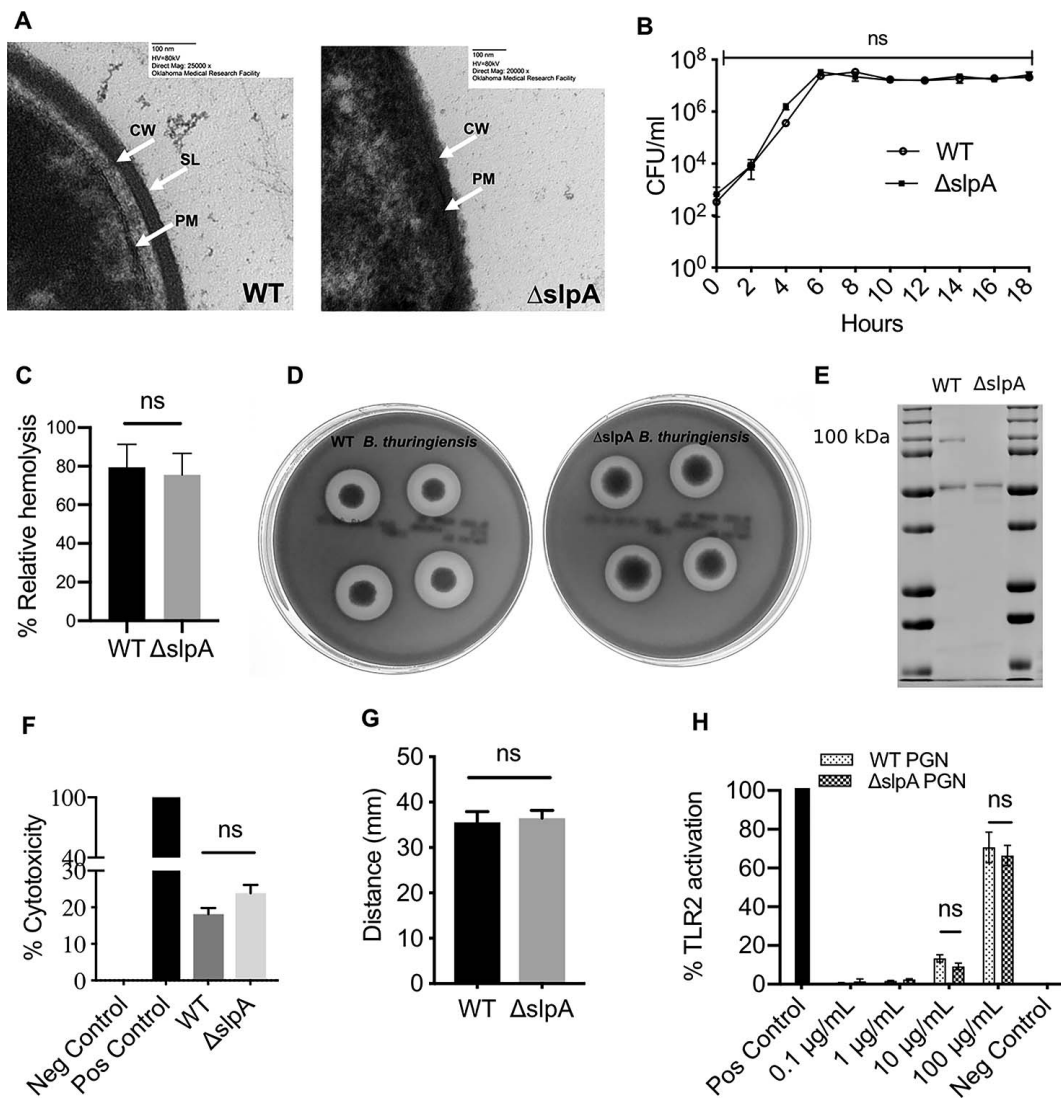 A
100 nm
HV=80kV
Direct Mag: 25000 x
Oklahoma Medical Research Facility
CW
SL
PM
WT
100 nm
HV=80kV
Direct Mag: 20000 x
Oklahoma Medical Research Facility
CW
PM
ΔslpA
B
ns
10^8
10^6
10^4
10^2
10^0
CFU/ml
WT
ΔslpA
0 2 4 6 8 10 12 14 16 18
Hours
C
ns
100
80
60
40
20
0
% Relative hemolysis
WT ΔslpA
D
WT B. thuringiensis
ΔslpA B. thuringiensis
E
WT ΔslpA
100 kDa
F
ns
100
40
30
20
10
0
% Cytotoxicity
Neg Control
Pos Control
WT
ΔslpA
G
ns
50
40
30
20
10
0
Distance (mm)
WT ΔslpA
H
WT PGN
ΔslpA PGN
ns
ns
100
80
60
40
20
0
% TLR2 activation
Pos Control
0.1 µg/mL
1 µg/mL
10 µg/mL
100 µg/mL
Neg Control